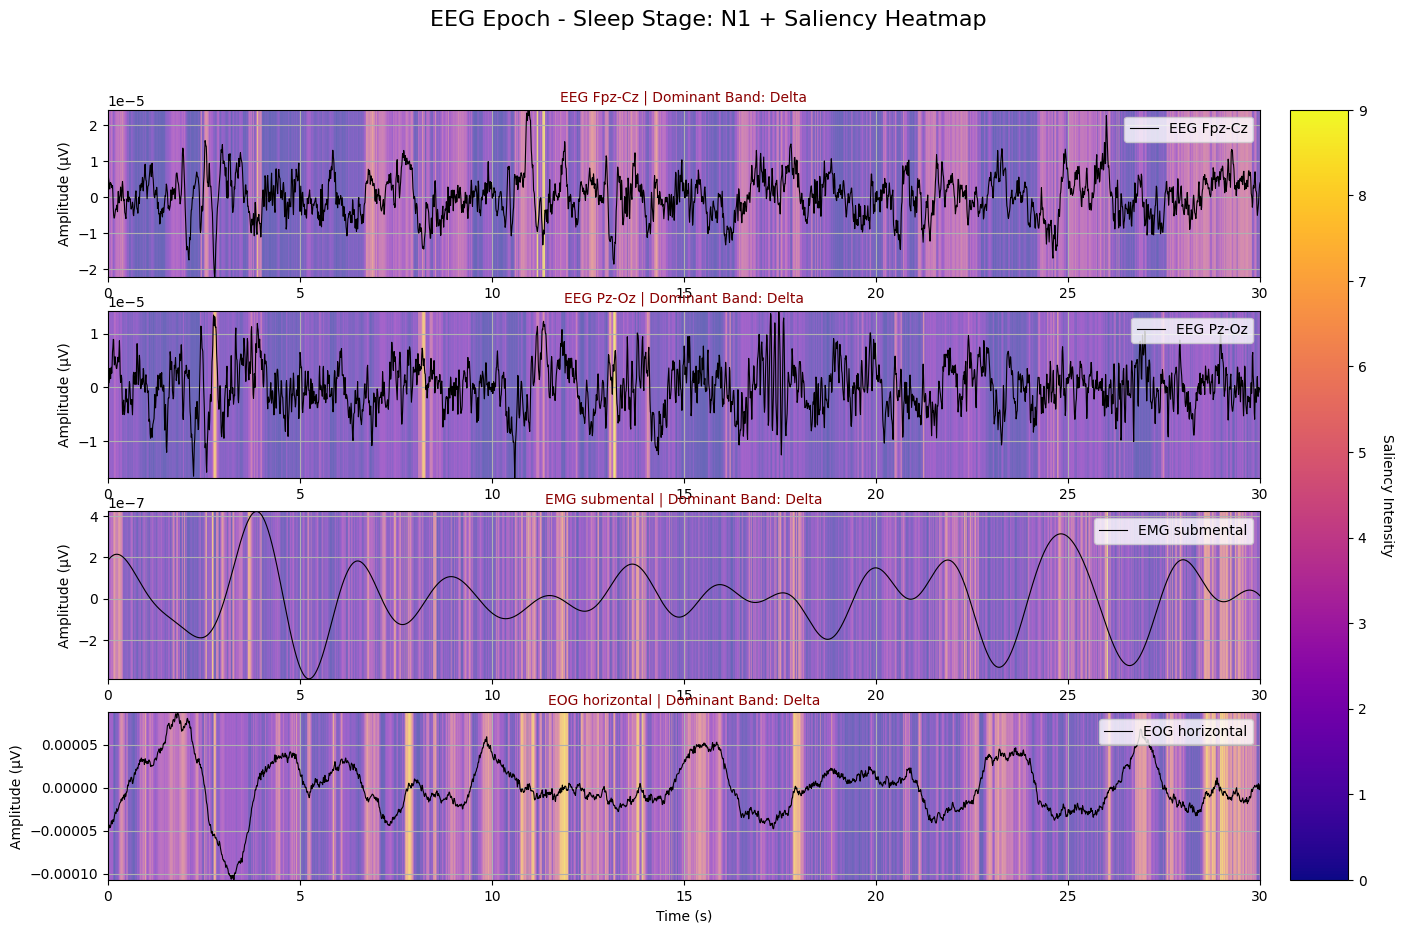 EEG Epoch - Sleep Stage: N1 + Saliency Heatmap
EEG Fpz-Cz | Dominant Band: Delta
1e−5
Amplitude (µV)
2
1
0
−1
−2
EEG Fpz-Cz
0 5 10 15 20 25 30
EEG Pz-Oz | Dominant Band: Delta
1e−5
Amplitude (µV)
1
0
−1
EEG Pz-Oz
0 5 10 15 20 25 30
EMG submental | Dominant Band: Delta
1e−7
Amplitude (µV)
4
2
0
−2
EMG submental
0 5 10 15 20 25 30
EOG horizontal | Dominant Band: Delta
Amplitude (µV)
0.00005
0.00000
−0.00005
−0.00010
EOG horizontal
0 5 10 15 20 25 30
Time (s)
9
8
7
6
5
4
3
2
1
0
Saliency Intensity